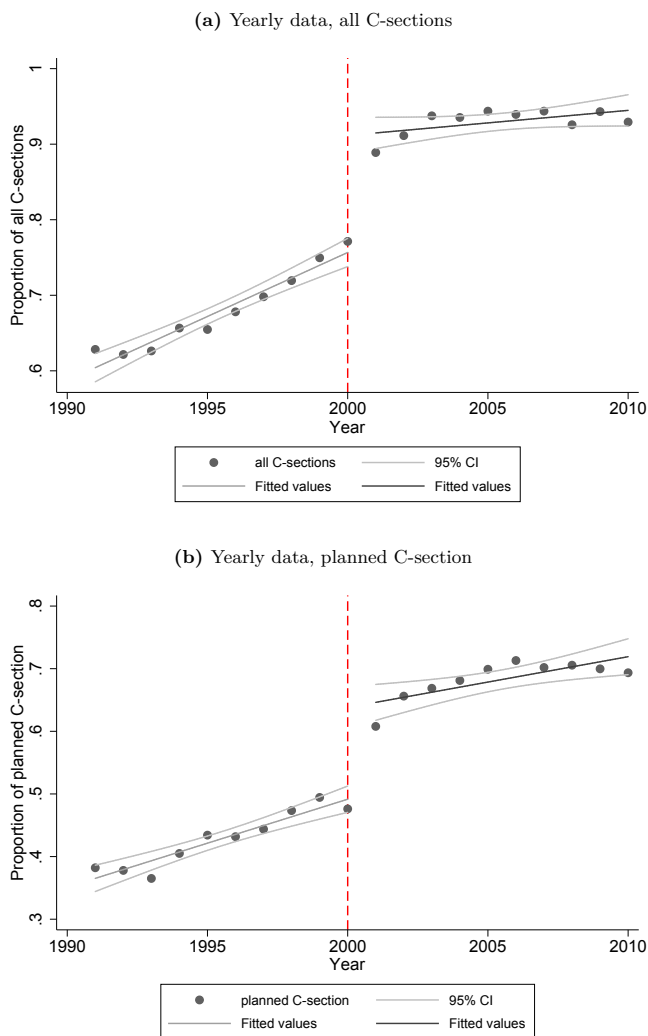 (a) Yearly data, all C-sections
Proportion of all C-sections
1
.9
.8
.7
.6
1990 1995 2000 2005 2010
Year
all C-sections 95% CI
Fitted values Fitted values
(b) Yearly data, planned C-section
Proportion of planned C-section
.8
.7
.6
.5
.4
.3
1990 1995 2000 2005 2010
Year
planned C-section 95% CI
Fitted values Fitted values